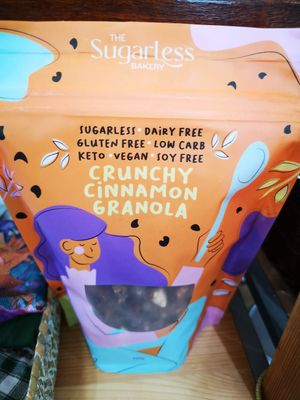 THE
Sugarless
BAKERY
SUGARLESS • DAIRY FREE
GLUTEN FREE • LOW CARB
KETO • VEGAN • SOY FREE
CRUNCHY
CINNAMON
GRANOLA